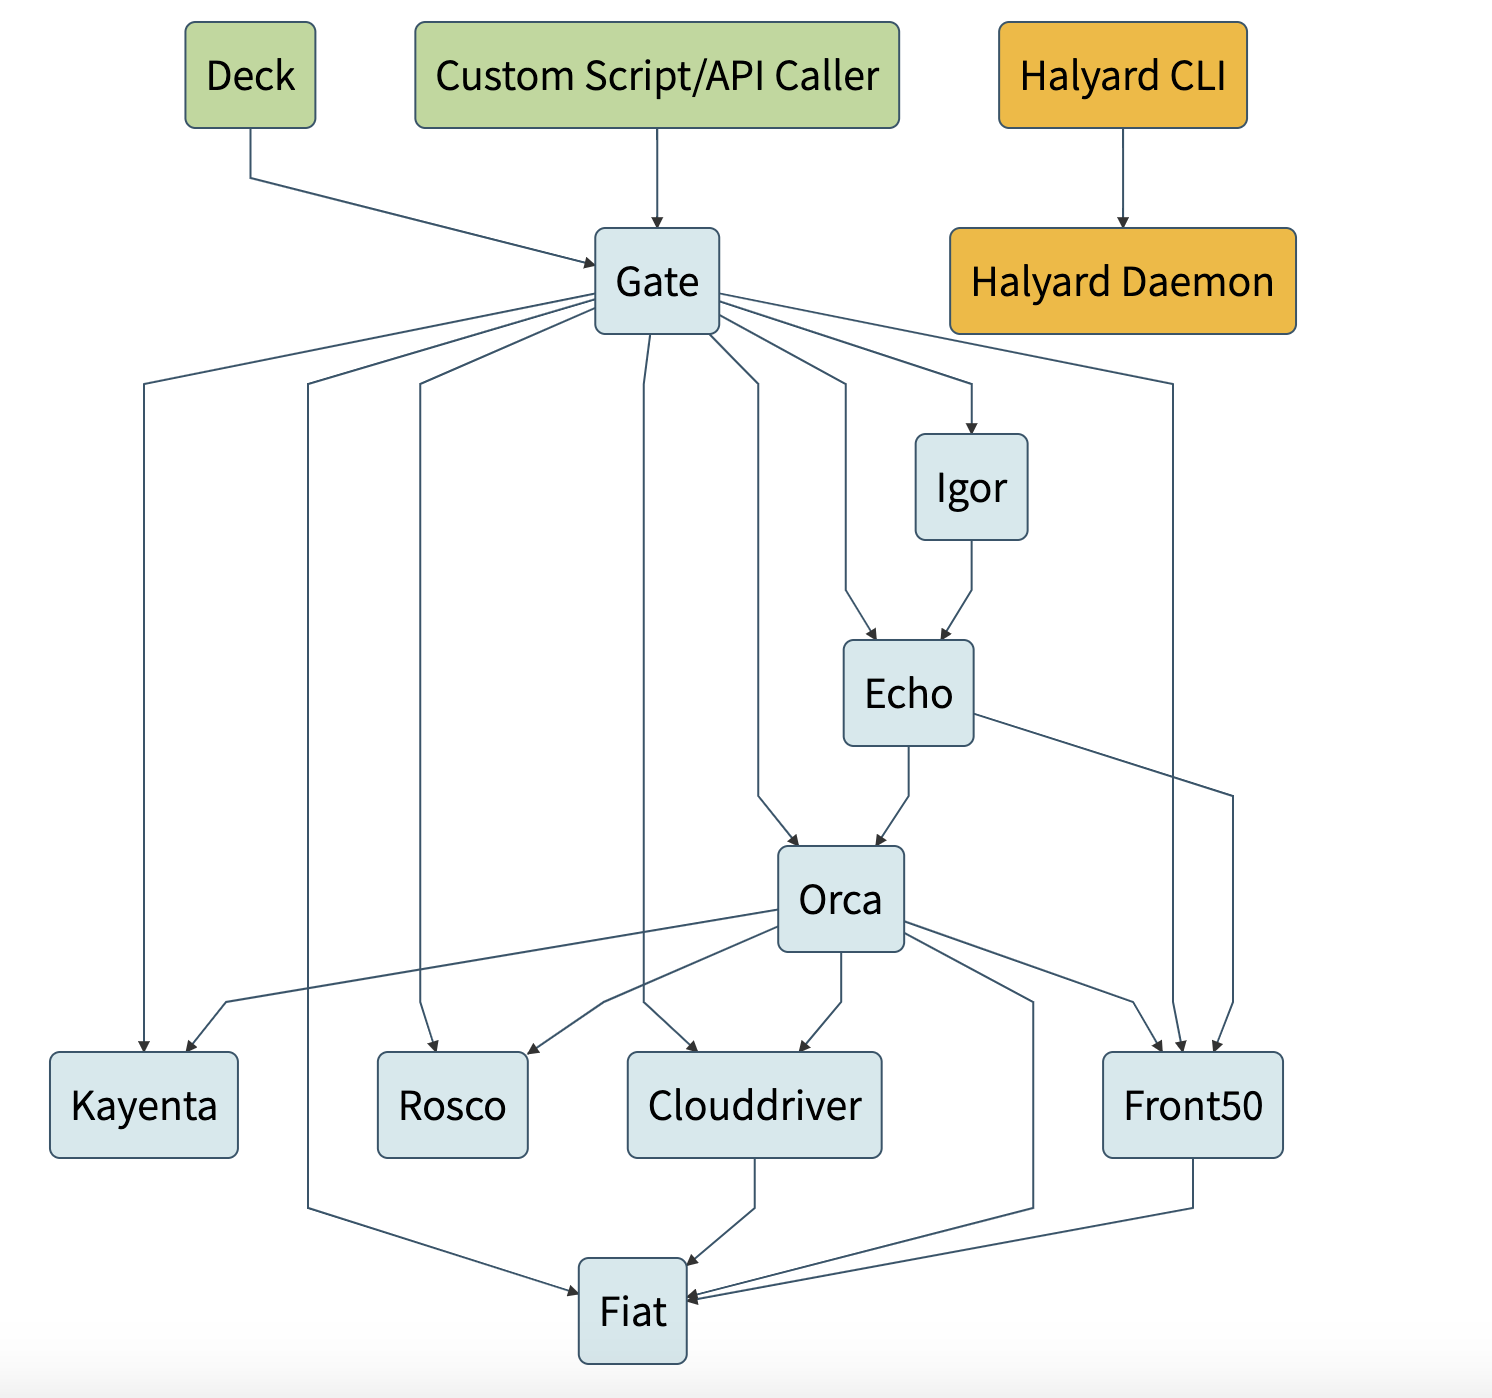 Deck
Custom Script/API Caller
Halyard CLI
Gate
Halyard Daemon
Igor
Echo
Orca
Kayenta
Rosco
Clouddriver
Front50
Fiat